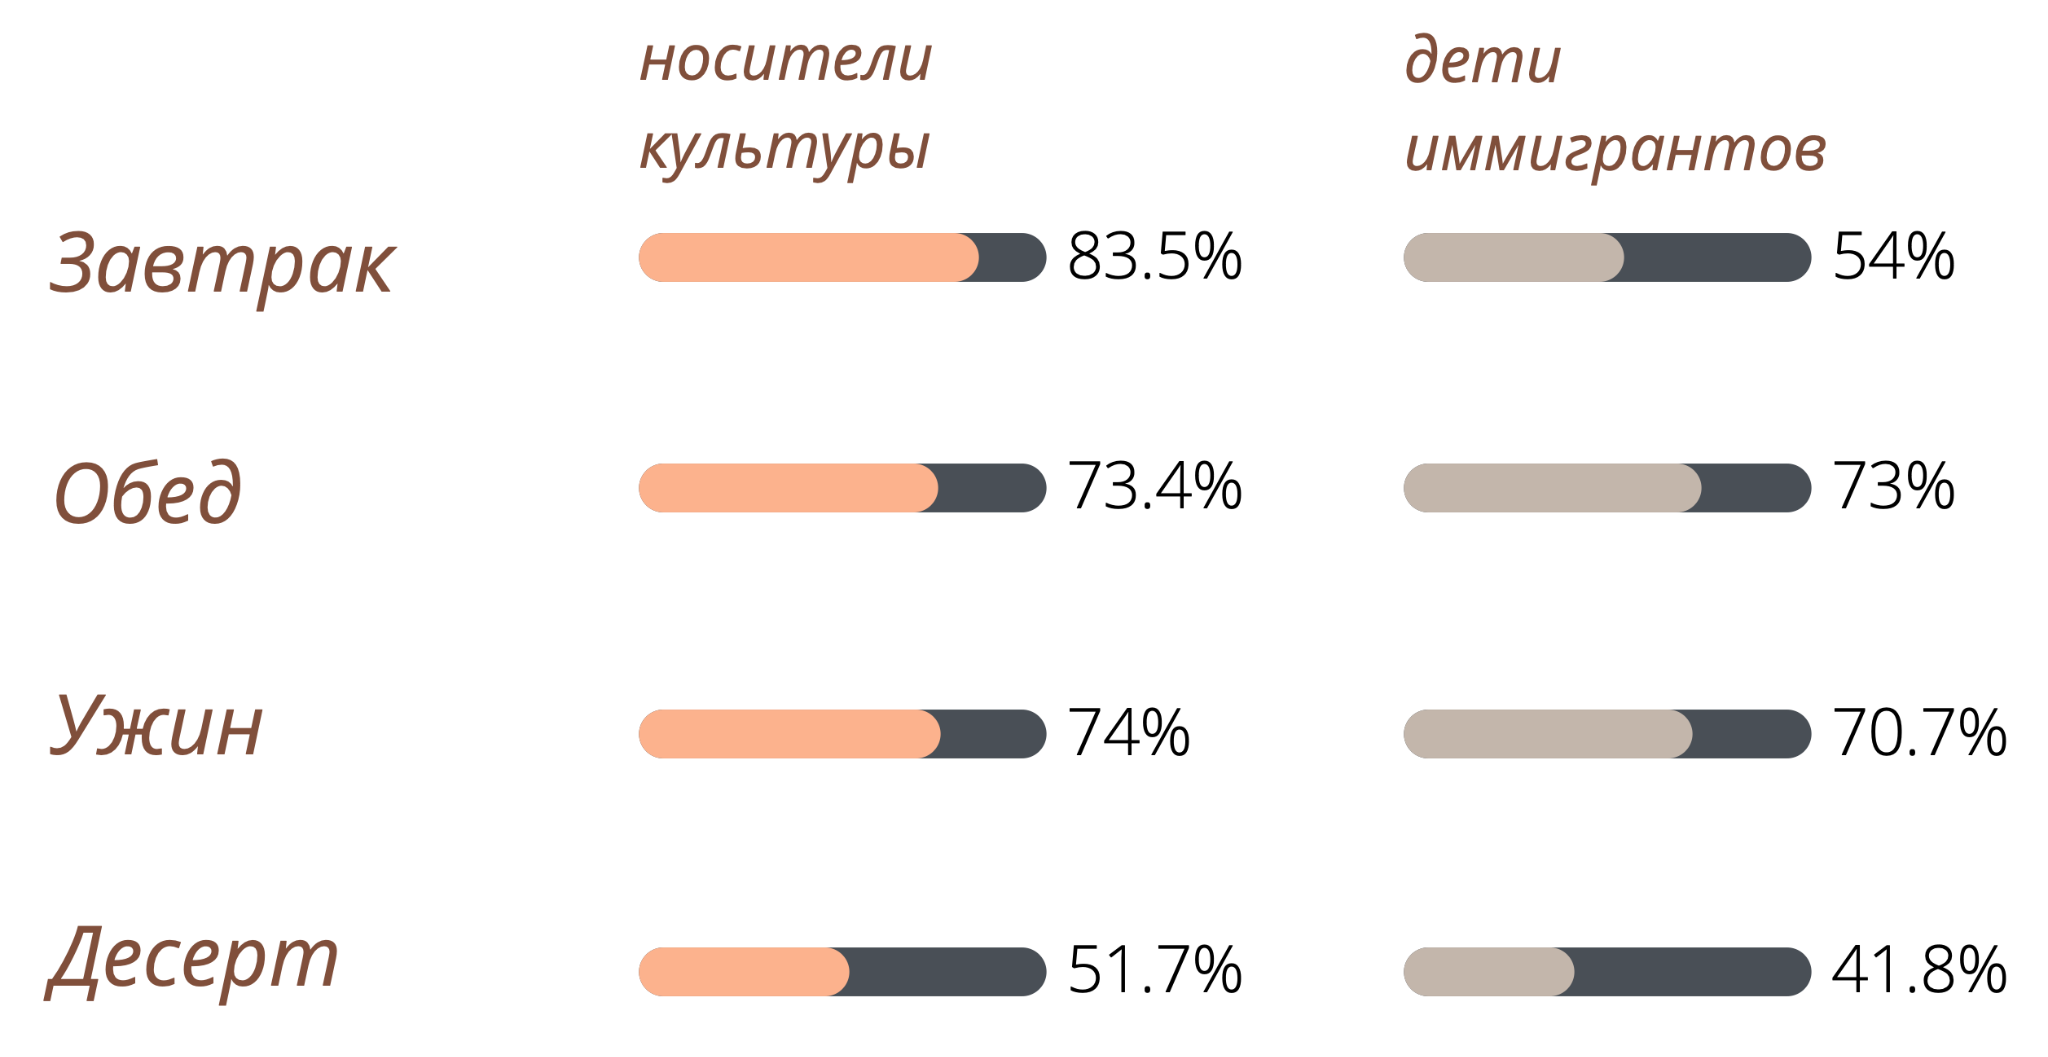 носители
культуры
дети
иммигрантов
Завтрак 83.5% 54%
Обед 73.4% 73%
Ужин 74% 70.7%
Десерт 51.7% 41.8%